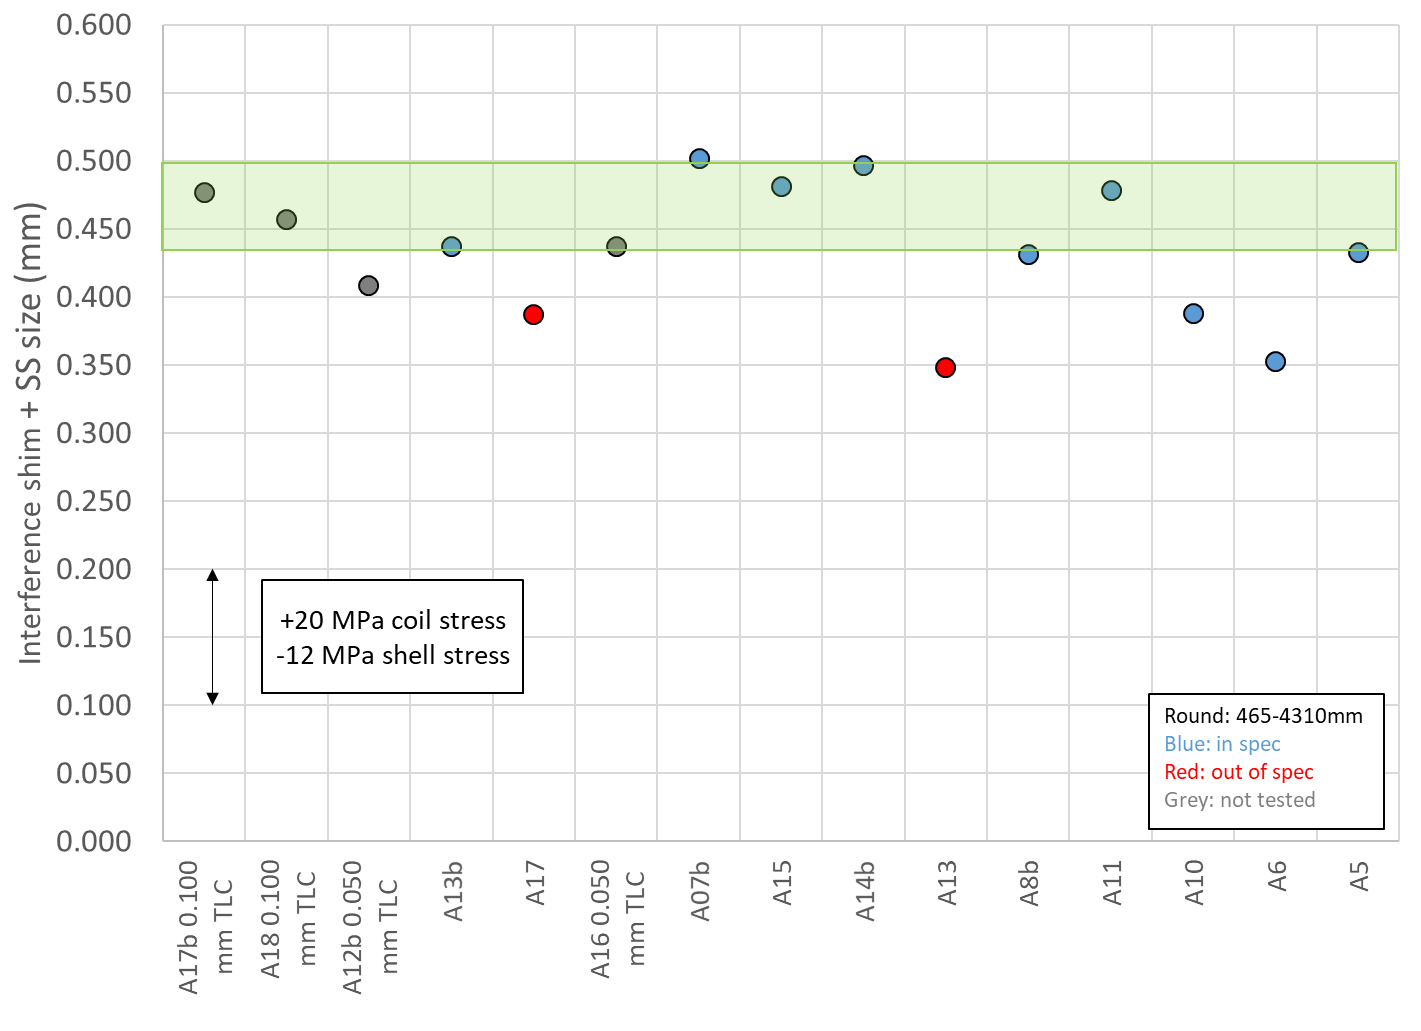 0.600
0.550
0.500
0.450
0.400
0.350
0.300
0.250
0.200
0.150
0.100
0.050
0.000
Interference shim + SS size (mm)
+20 MPa coil stress
-12 MPa shell stress
Round: 465-4310mm
Blue: in spec
Red: out of spec
Grey: not tested
A17b 0.100
mm TLC
A18 0.100
mm TLC
A12b 0.050
mm TLC
A13b
A17
A16 0.050
mm TLC
A07b
A15
A14b
A13
A8b
A11
A10
A6
A5